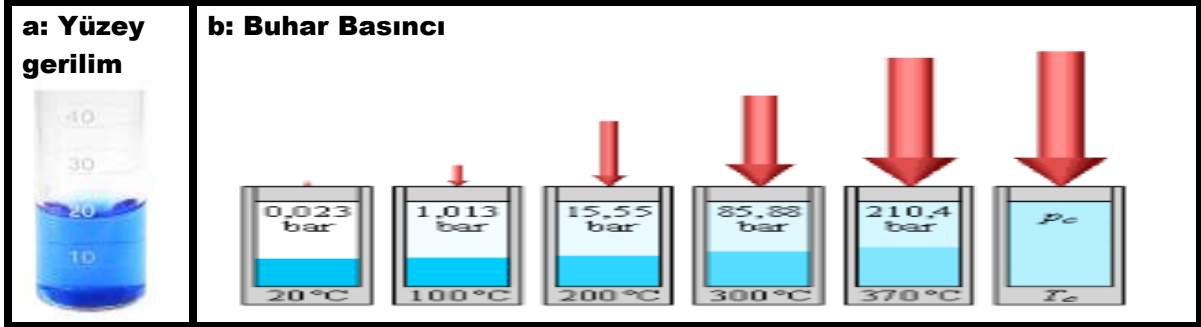 a: Yüzey
gerilim
b: Buhar Basıncı
40
30
20
10
0,023
bar
20 °C
1,013
bar
100 °C
15,55
bar
200 °C
85,88
bar
300 °C
210,4
bar
370 °C
Pc
Tc